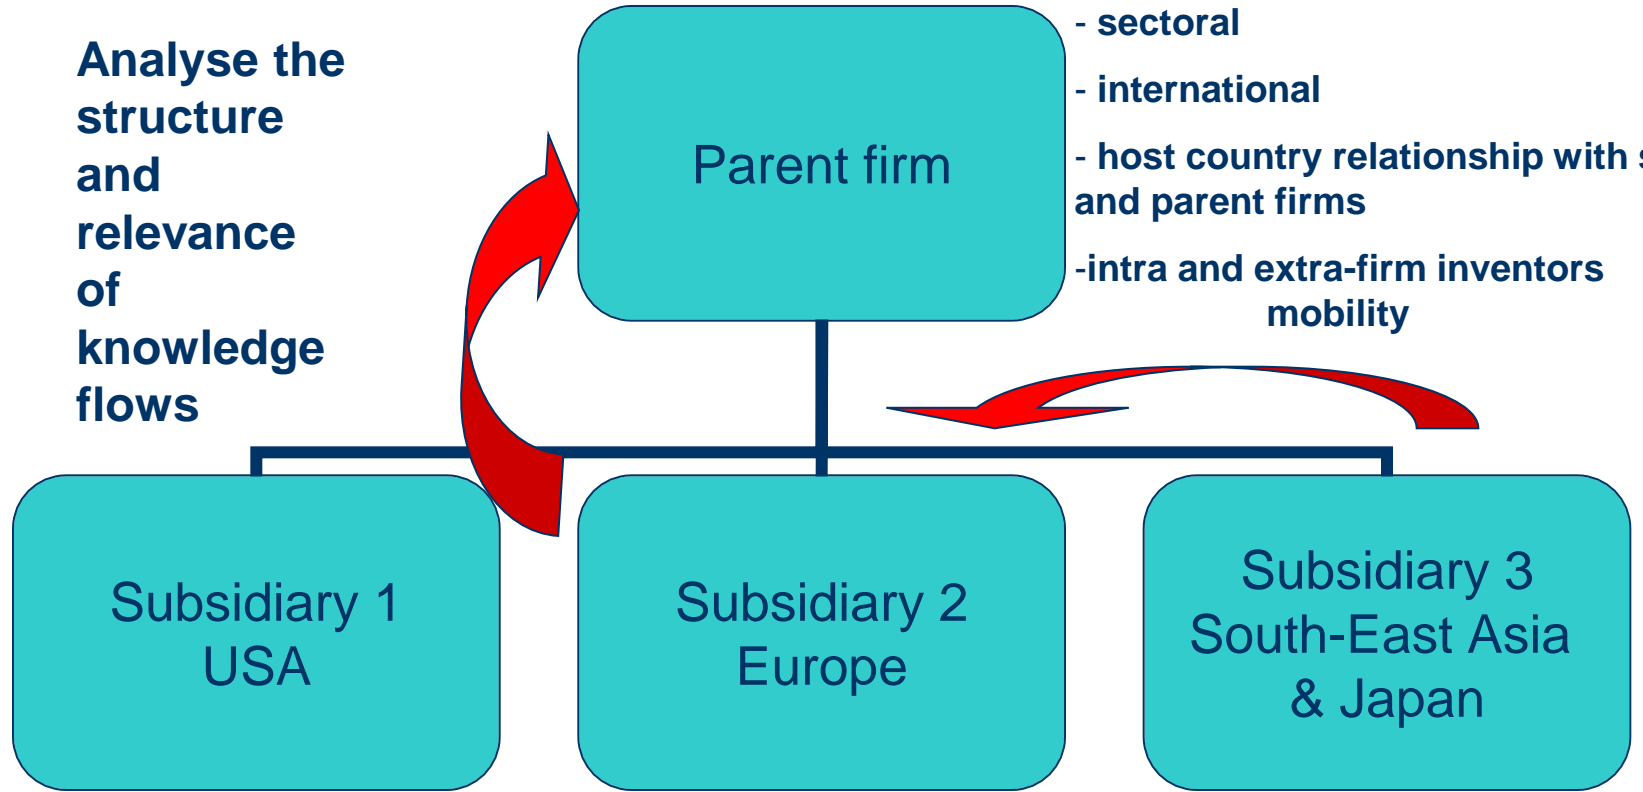 Analyse the
structure
and
relevance
of
knowledge
flows
Parent firm
- sectoral
- international
- host country relationship with
and parent firms
-intra and extra-firm inventors
mobility
Subsidiary 1
USA
Subsidiary 2
Europe
Subsidiary 3
South-East Asia
& Japan